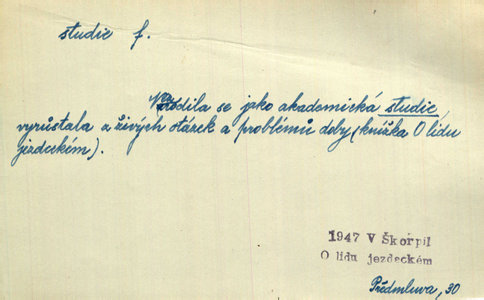 studie f.
Nerodila se jako akademická studie,
vyrůstala z živých otázek a problémů doby (knížka O lidu
jezdeckém).
1947 V Škorpil
O lidu jezdeckém
Předmluva, 30